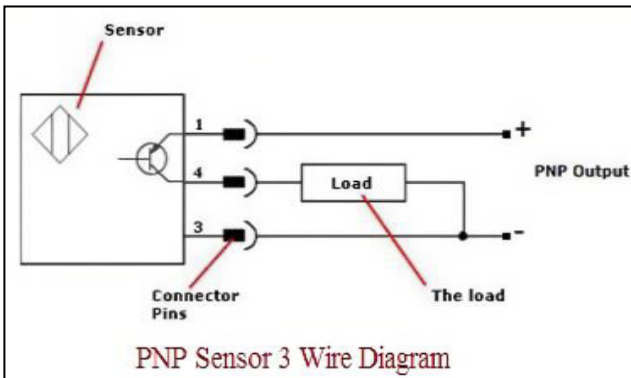 Sensor
1
+
PNP Output
4
Load
3
-
Connector
Pins
The load
PNP Sensor 3 Wire Diagram